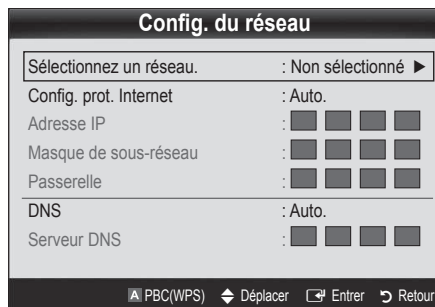 Config. du réseau
Sélectionnez un réseau. : Non sélectionné ►
Config. prot. Internet : Auto.
Adresse IP :
Masque de sous-réseau :
Passerelle :
DNS : Auto.
Serveur DNS :
A PBC(WPS) Déplacer Entrer Retour